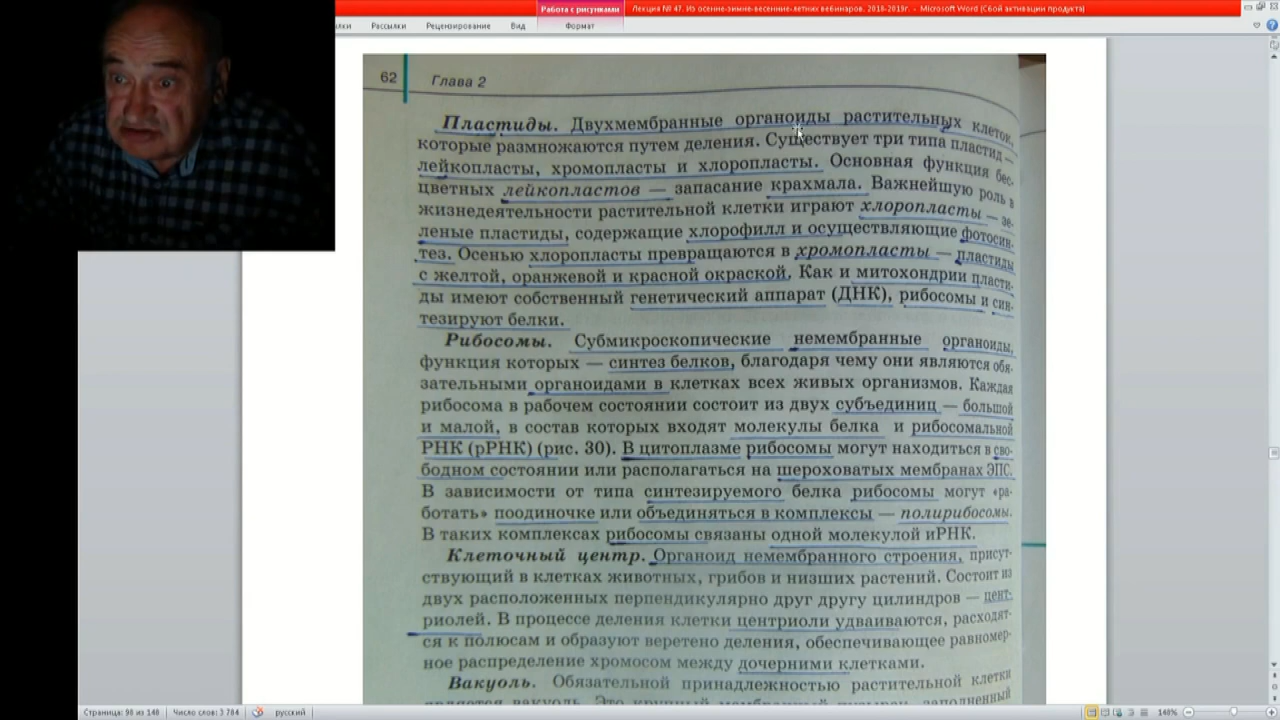 Работа с рисунками
Лекция № 47. Из осенне-зимне-весенние-летних вебинаров. 2018-2019г. - Microsoft Word (Сбой активации продукта)
лки Рассылки Рецензирование Вид Формат
62 Глава 2
Пластиды. Двухмембранные органоиды растительных клеток,
которые размножаются путем деления. Существует три типа пластид —
лейкопласты, хромопласты и хлоропласты. Основная функция бес-
цветных лейкопластов — запасание крахмала. Важнейшую роль в
жизнедеятельности растительной клетки играют хлоропласты — зе-
леные пластиды, содержащие хлорофилл и осуществляющие фотосин-
тез. Осенью хлоропласты превращаются в хромопласты — пластиды
с желтой, оранжевой и красной окраской. Как и митохондрии пласти-
ды имеют собственный генетический аппарат (ДНК), рибосомы и син-
тезируют белки.
Рибосомы. Субмикроскопические немембранные органоиды,
функция которых — синтез белков, благодаря чему они являются обя-
зательными органоидами в клетках всех живых организмов. Каждая
рибосома в рабочем состоянии состоит из двух субъединиц — большой
и малой, в состав которых входят молекулы белка и рибосомальной
РНК (рРНК) (рис. 30). В цитоплазме рибосомы могут находиться в сво-
бодном состоянии или располагаться на шероховатых мембранах ЭПС.
В зависимости от типа синтезируемого белка рибосомы могут «ра-
ботать» поодиночке или объединяться в комплексы — полирибосомы.
В таких комплексах рибосомы связаны одной молекулой иРНК.
Клеточный центр. Органоид немембранного строения, присут-
ствующий в клетках животных, грибов и низших растений. Состоит из
двух расположенных перпендикулярно друг другу цилиндров — цент-
риолей. В процессе деления клетки центриоли удваиваются, расходят-
ся к полюсам и образуют веретено деления, обеспечивающее равномер-
ное распределение хромосом между дочерними клетками.
Вакуоль. Обязательной принадлежностью растительной клетки
является вакуоль. Это крупный мембранный пузырек, заполненный
Страница: 98 из 148 Число слов: 3 784 русский 148%